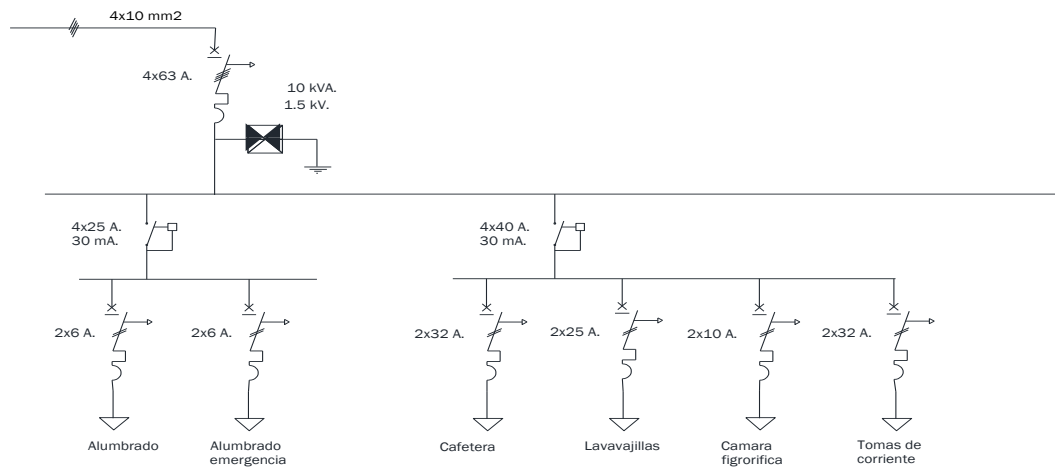 4x10 mm2
4x63 A.
10 kVA.
1.5 kV.
4x25 A.
30 mA.
4x40 A.
30 mA.
2x6 A.
2x6 A.
2x32 A.
2x25 A.
2x10 A.
2x32 A.
Alumbrado
Alumbrado
emergencia
Cafetera
Lavavajillas
Camara
figrorifica
Tomas de
corriente